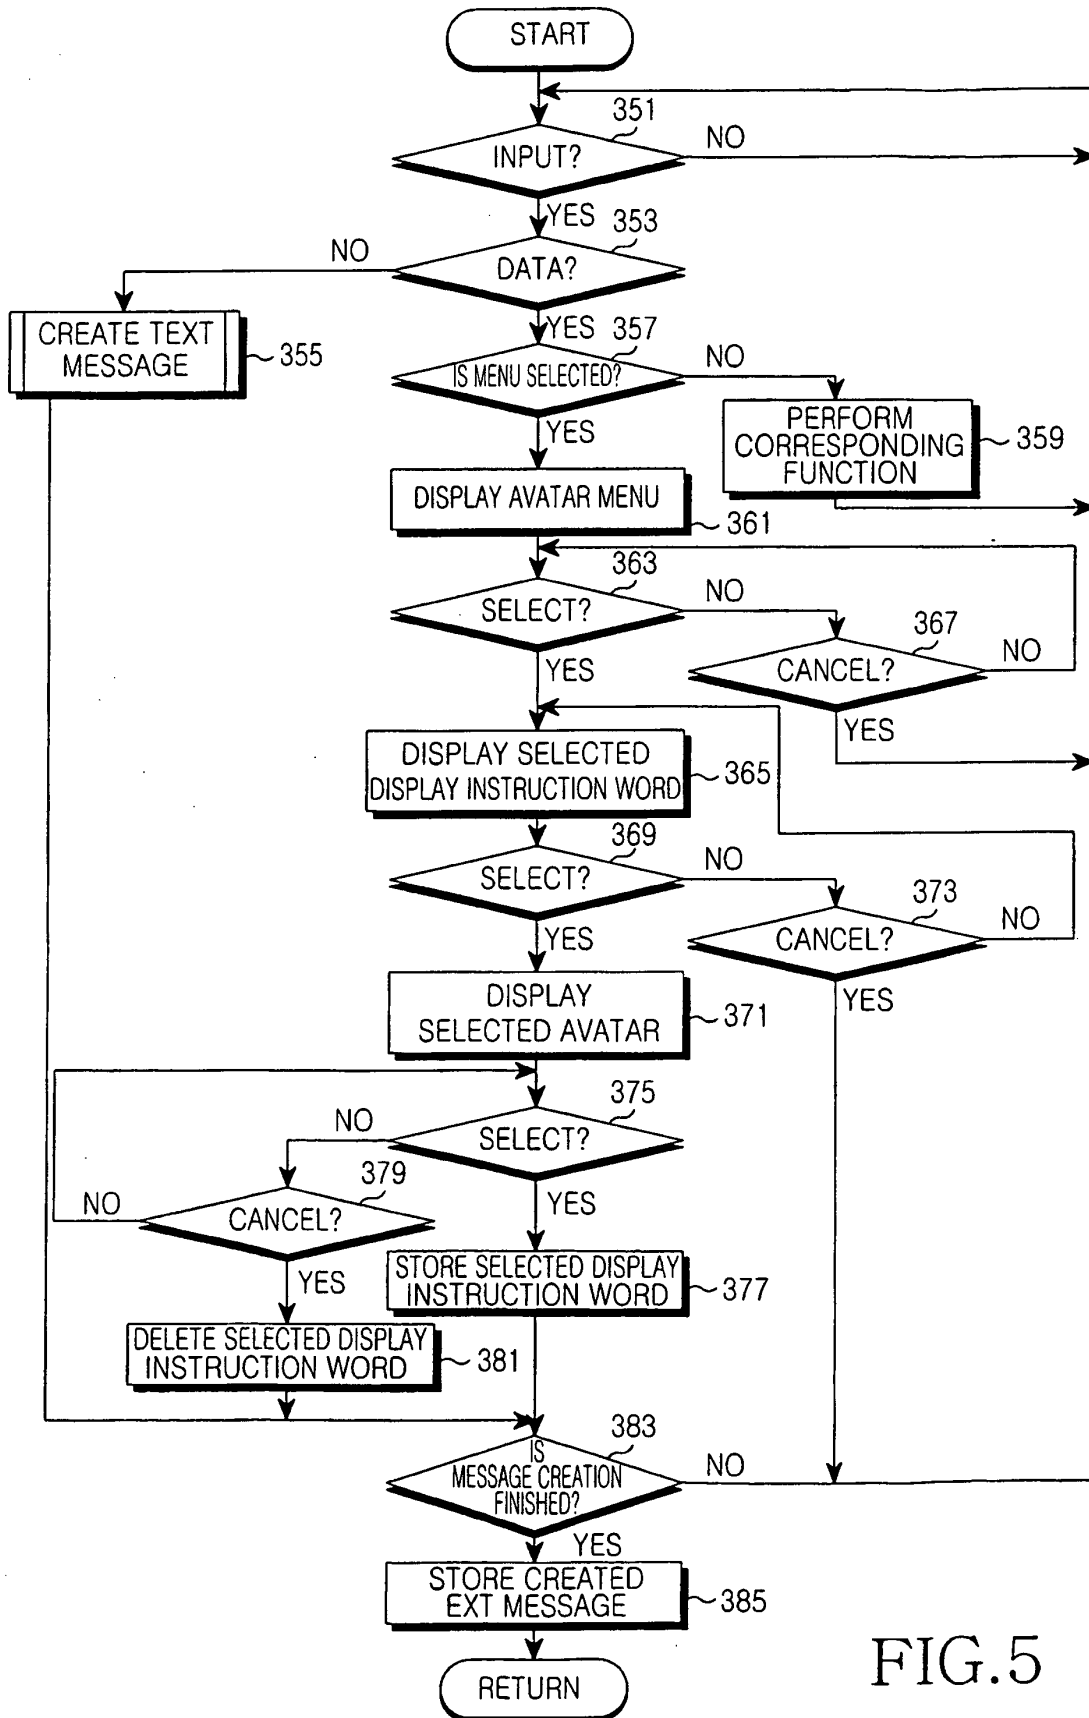 START
351
INPUT?
NO
YES
353
DATA?
NO
YES
CREATE TEXT
MESSAGE
355
357
IS MENU SELECTED?
NO
YES
PERFORM
CORRESPONDING
FUNCTION
359
DISPLAY AVATAR MENU
361
363
SELECT?
NO
YES
367
CANCEL?
NO
YES
DISPLAY SELECTED
DISPLAY INSTRUCTION WORD
365
369
SELECT?
NO
YES
373
CANCEL?
NO
YES
DISPLAY
SELECTED AVATAR
371
375
SELECT?
NO
YES
379
CANCEL?
NO
YES
STORE SELECTED DISPLAY
INSTRUCTION WORD
377
DELETE SELECTED DISPLAY
INSTRUCTION WORD
381
383
IS
MESSAGE CREATION
FINISHED?
NO
YES
STORE CREATED
EXT MESSAGE
385
RETURN
FIG.5